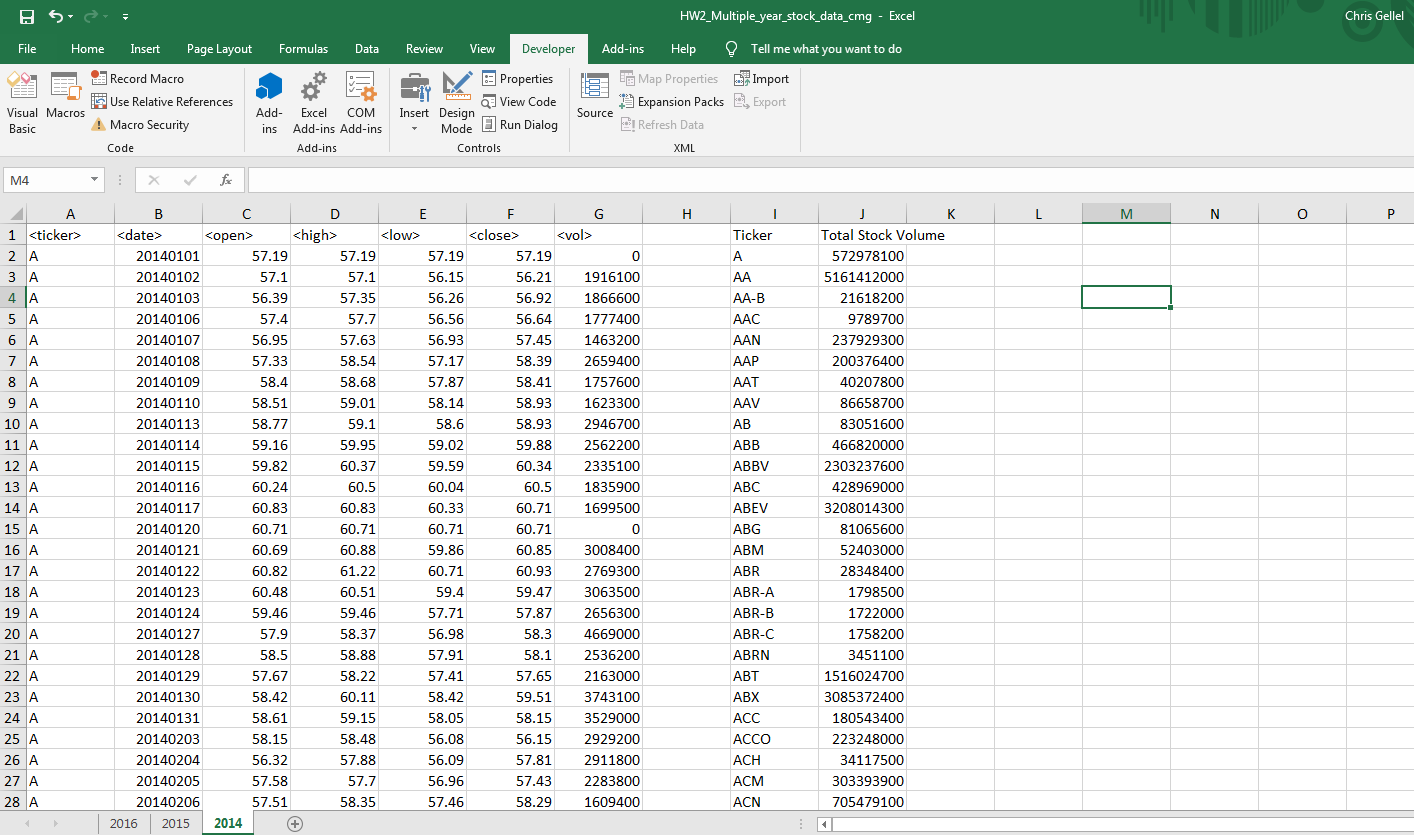 HW2_Multiple_year_stock_data_cmg - Excel Chris Gellel
File Home Insert Page Layout Formulas Data Review View Developer Add-ins Help Tell me what you want to do
Visual Basic Macros Record Macro Use Relative References Macro Security
Code
Add-ins Excel Add-ins COM Add-ins
Add-ins
Insert Design Mode Properties View Code Run Dialog
Controls
Source Map Properties Expansion Packs Refresh Data Import Export
XML
M4 fx
A B C D E F G H I J K L M N O P
1 <ticker> <date> <open> <high> <low> <close> <vol> Ticker Total Stock Volume
2 A 20140101 57.19 57.19 57.19 57.19 0 A 572978100
3 A 20140102 57.1 57.1 56.15 56.21 1916100 AA 5161412000
4 A 20140103 56.39 57.35 56.26 56.92 1866600 AA-B 21618200
5 A 20140106 57.4 57.7 56.56 56.64 1777400 AAC 9789700
6 A 20140107 56.95 57.63 56.93 57.45 1463200 AAN 237929300
7 A 20140108 57.33 58.54 57.17 58.39 2659400 AAP 200376400
8 A 20140109 58.4 58.68 57.87 58.41 1757600 AAT 40207800
9 A 20140110 58.51 59.01 58.14 58.93 1623300 AAV 86658700
10 A 20140113 58.77 59.1 58.6 58.93 2946700 AB 83051600
11 A 20140114 59.16 59.95 59.02 59.88 2562200 ABB 466820000
12 A 20140115 59.82 60.37 59.59 60.34 2335100 ABBV 2303237600
13 A 20140116 60.24 60.5 60.04 60.5 1835900 ABC 428969000
14 A 20140117 60.83 60.83 60.33 60.71 1699500 ABEV 3208014300
15 A 20140120 60.71 60.71 60.71 60.71 0 ABG 81065600
16 A 20140121 60.69 60.88 59.86 60.85 3008400 ABM 52403000
17 A 20140122 60.82 61.22 60.71 60.93 2769300 ABR 28348400
18 A 20140123 60.48 60.51 59.4 59.47 3063500 ABR-A 1798500
19 A 20140124 59.46 59.46 57.71 57.87 2656300 ABR-B 1722000
20 A 20140127 57.9 58.37 56.98 58.3 4669000 ABR-C 1758200
21 A 20140128 58.5 58.88 57.91 58.1 2536200 ABRN 3451100
22 A 20140129 57.67 58.22 57.41 57.65 2163000 ABT 1516024700
23 A 20140130 58.42 60.11 58.42 59.51 3743100 ABX 3085372400
24 A 20140131 58.61 59.15 58.05 58.15 3529000 ACC 180543400
25 A 20140203 58.15 58.48 56.08 56.15 2929200 ACCO 223248000
26 A 20140204 56.32 57.88 56.09 57.81 2911800 ACH 34117500
27 A 20140205 57.58 57.7 56.96 57.43 2283800 ACM 303393900
28 A 20140206 57.51 58.35 57.46 58.29 1609400 ACN 705479100
2016 2015 2014